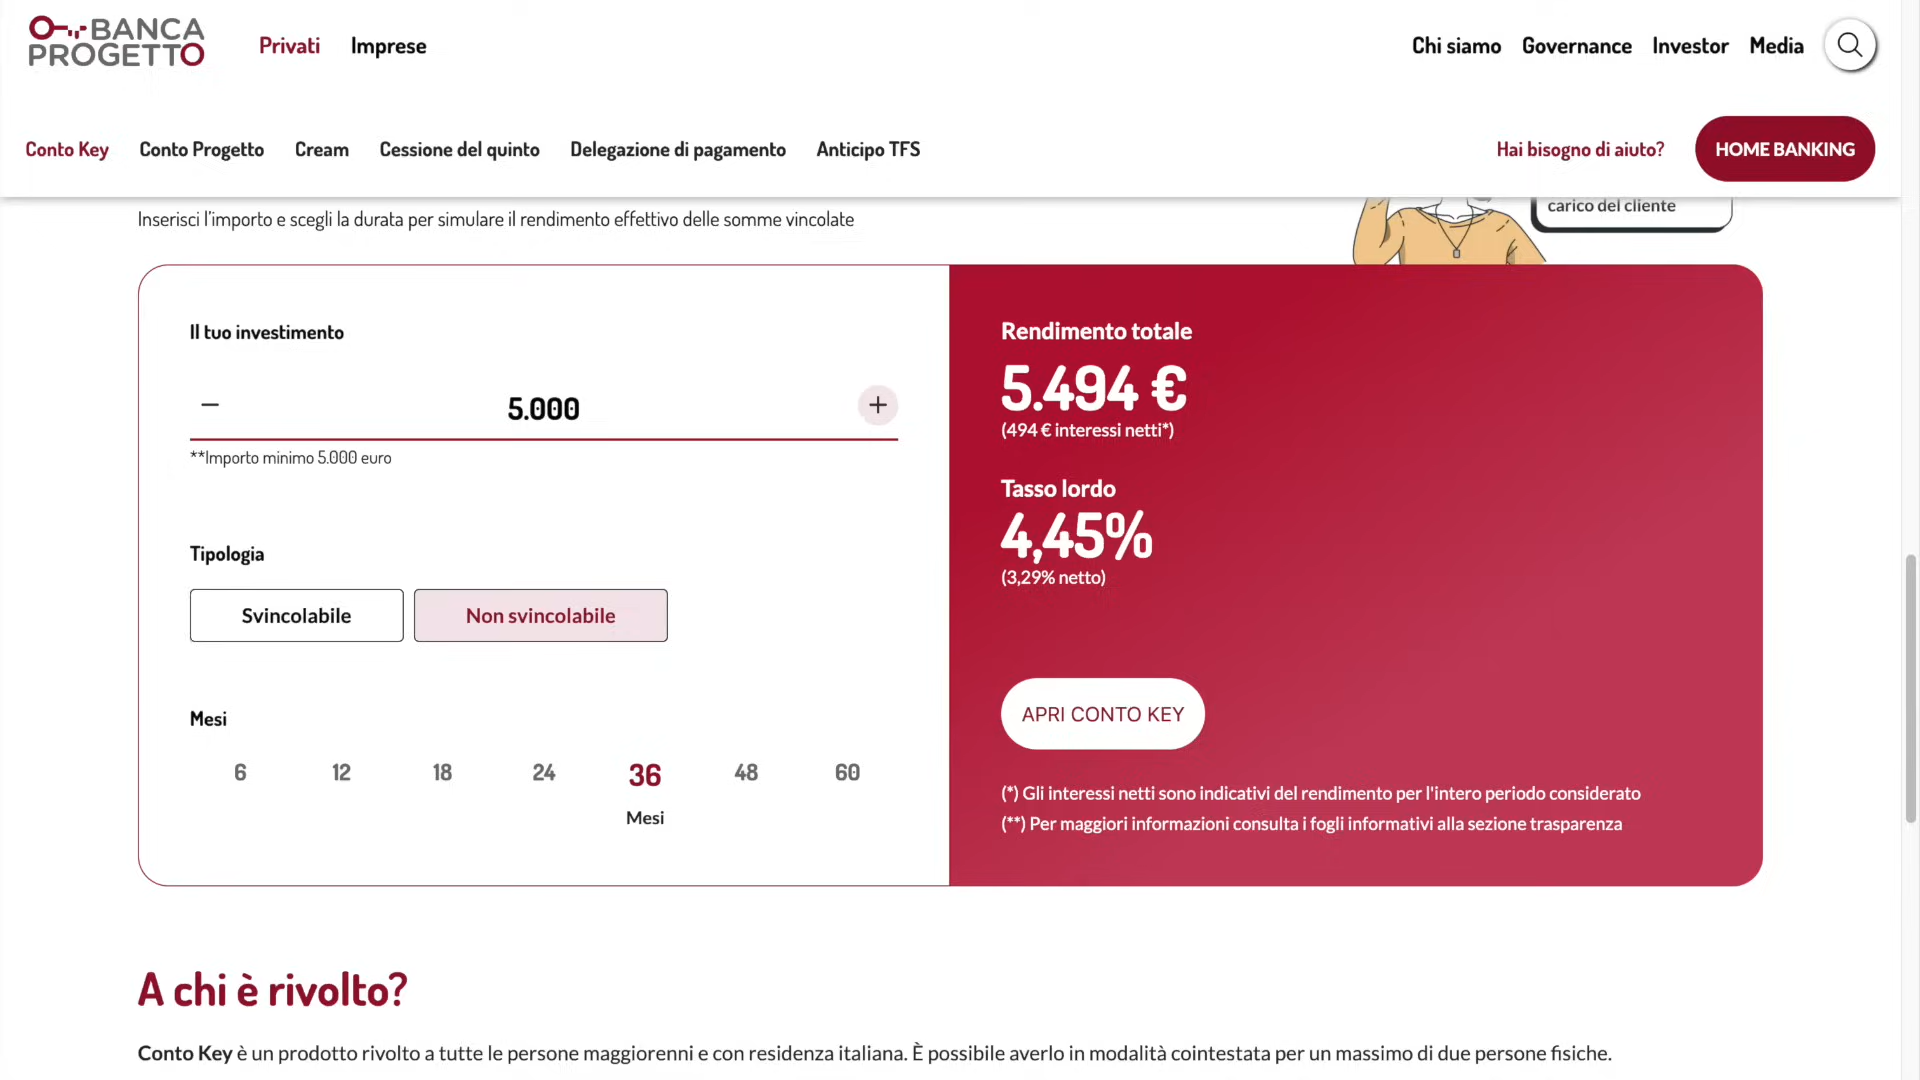 BANCA
PROGETTO
Privati
Imprese
Chi siamo
Governance
Investor
Media
Conto Key
Conto Progetto
Cream
Cessione del quinto
Delegazione di pagamento
Anticipo TFS
Hai bisogno di aiuto?
HOME BANKING
Inserisci l'importo e scegli la durata per simulare il rendimento effettivo delle somme vincolate
carico del cliente
Il tuo investimento
−
5.000
+
**Importo minimo 5.000 euro
Tipologia
Svincolabile
Non svincolabile
Mesi
6
12
18
24
36
48
60
Mesi
Rendimento totale
5.494 €
(494 € interessi netti*)
Tasso lordo
4,45%
(3,29% netto)
APRI CONTO KEY
(*) Gli interessi netti sono indicativi del rendimento per l'intero periodo considerato
(**) Per maggiori informazioni consulta i fogli informativi alla sezione trasparenza
A chi è rivolto?
Conto Key è un prodotto rivolto a tutte le persone maggiorenni e con residenza italiana. È possibile averlo in modalità cointestata per un massimo di due persone fisiche.